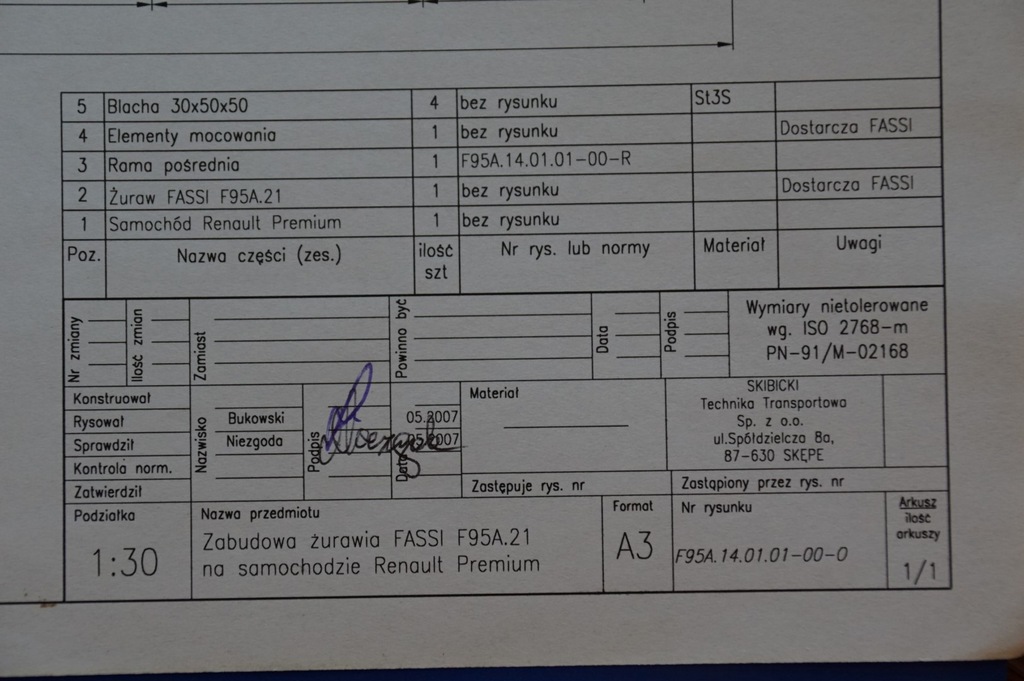 5 Blacha 30x50x50 4 bez rysunku St3S
4 Elementy mocowania 1 bez rysunku Dostarcza FASSI
3 Rama pośrednia 1 F95A.14.01.01-00-R
2 Żuraw FASSI F95A.21 1 bez rysunku Dostarcza FASSI
1 Samochód Renault Premium 1 bez rysunku
Poz. Nazwa części (zes.) ilość szt Nr rys. lub normy Materiał Uwagi
Nr zmiany
Ilość zmian
Zamiast
Powinno być
Data
Podpis
Wymiary nietolerowane
wg. ISO 2768-m
PN-91/M-02168
Konstruował
Rysował
Sprawdził
Kontrola norm.
Zatwierdził
Nazwisko
Bukowski
Niezgoda
Podpis
Niezgoda
Data
05.2007
05.2007
Materiał
Zastępuje rys. nr
SKIBICKI
Technika Transportowa
Sp. z o.o.
ul.Spółdzielcza 8a,
87-630 SKĘPE
Zastąpiony przez rys. nr
Podziałka
1:30
Nazwa przedmiotu
Zabudowa żurawia FASSI F95A.21
na samochodzie Renault Premium
Format
A3
Nr rysunku
F95A.14.01.01-00-0
Arkusz
ilość
arkuszy
1/1